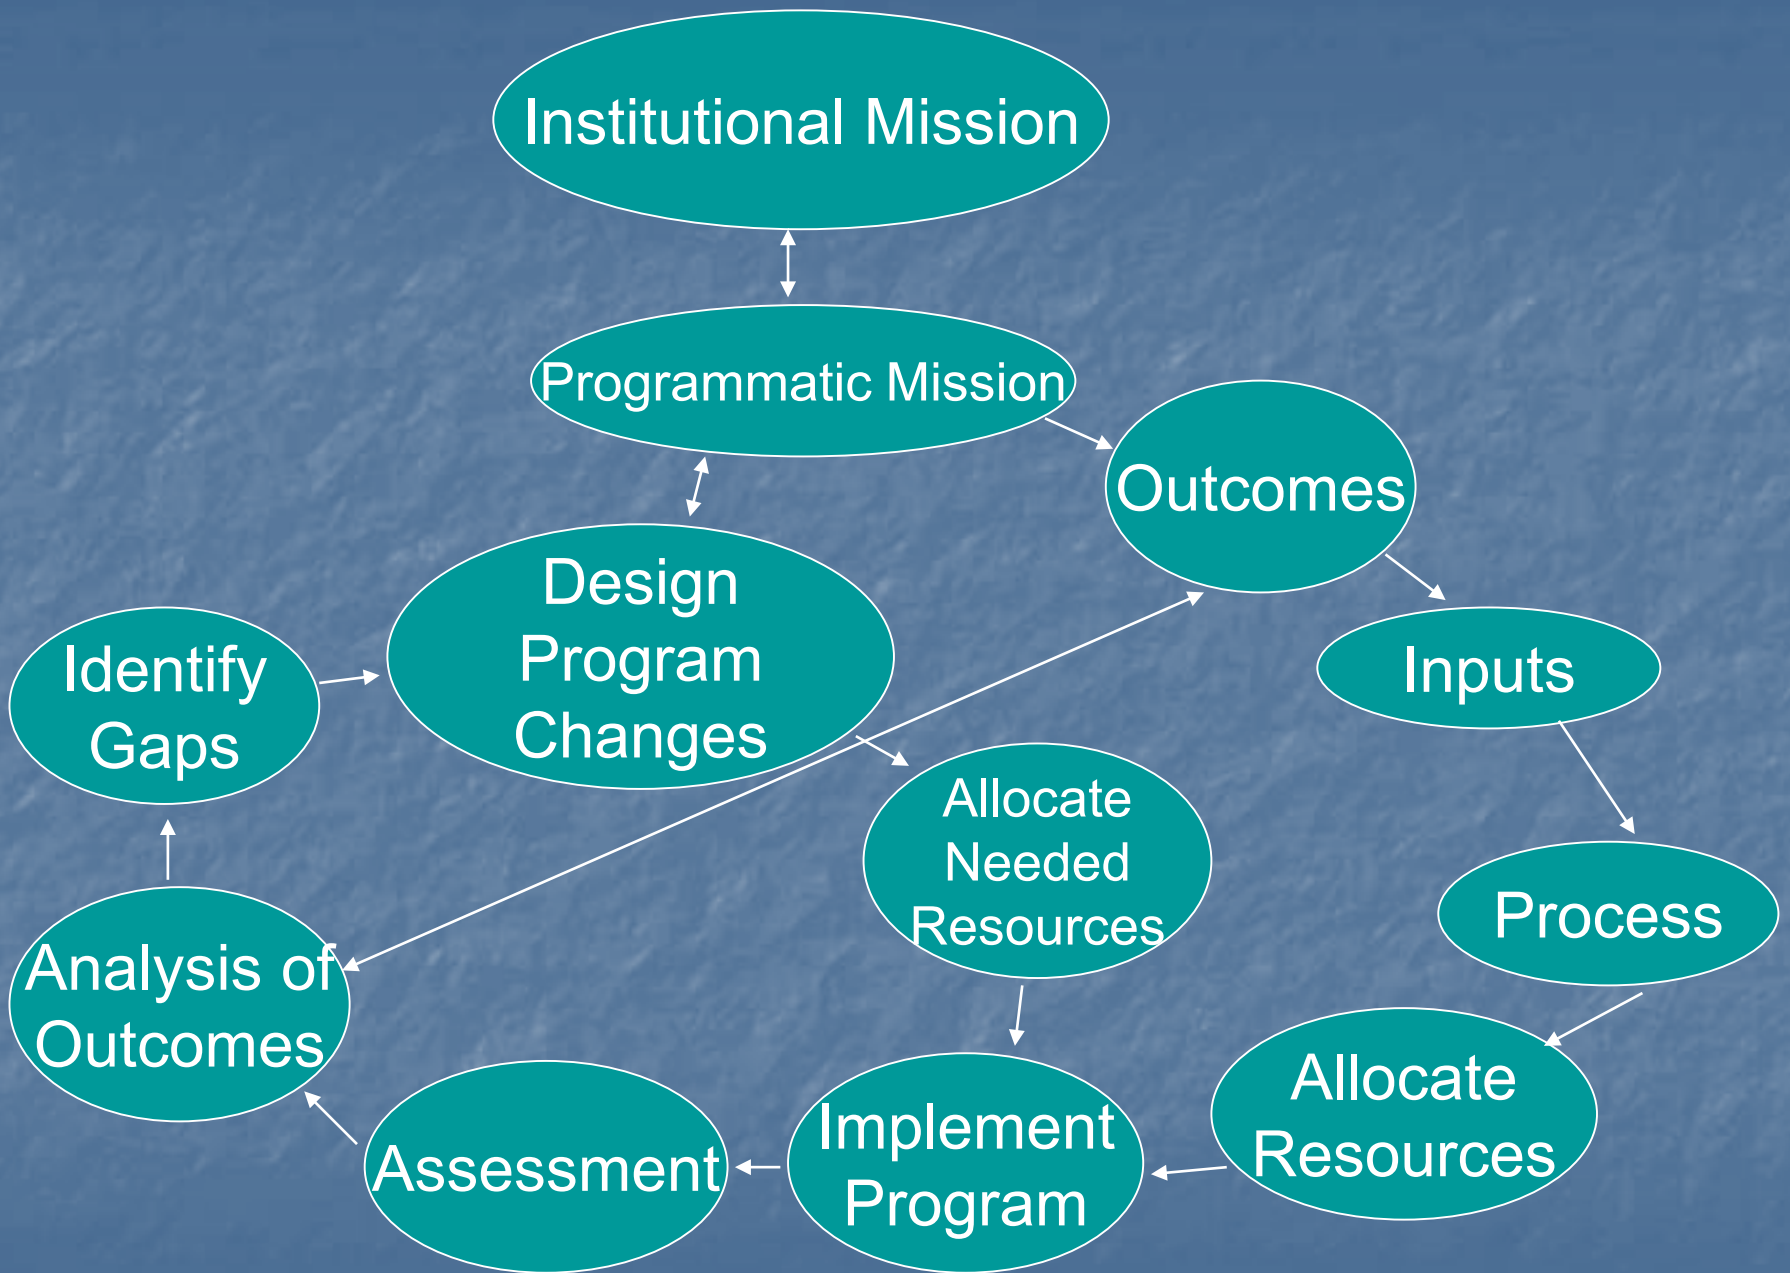 Institutional Mission
Programmatic Mission
Outcomes
Design
Program
Changes
Identify
Gaps
Inputs
Allocate
Needed
Resources
Process
Analysis of
Outcomes
Allocate
Resources
Implement
Program
Assessment